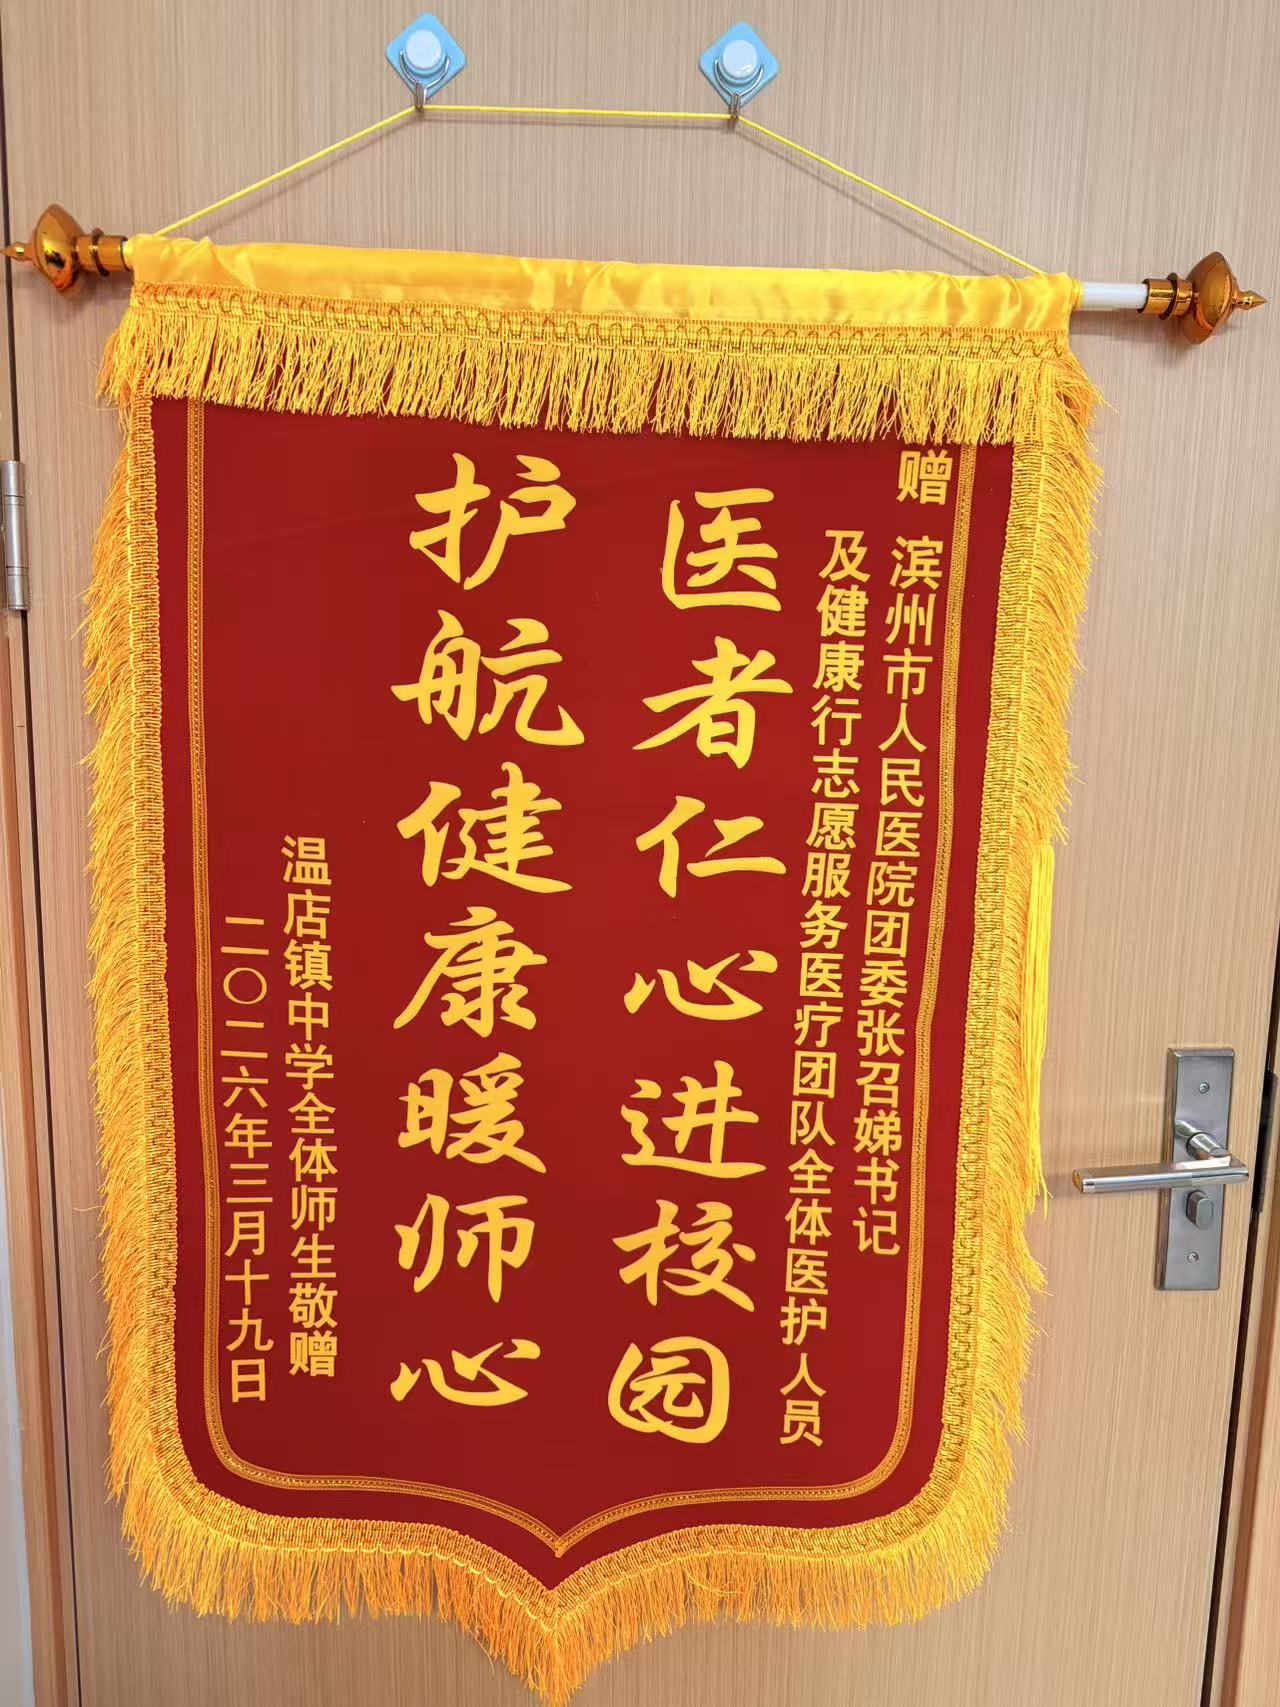 赠 滨州市人民医院团委张召娣书记
及健康行志愿服务医疗团队全体医护人员
医者仁心进校园
护航健康暖师心
温店镇中学全体师生敬赠
二〇二六年三月十九日